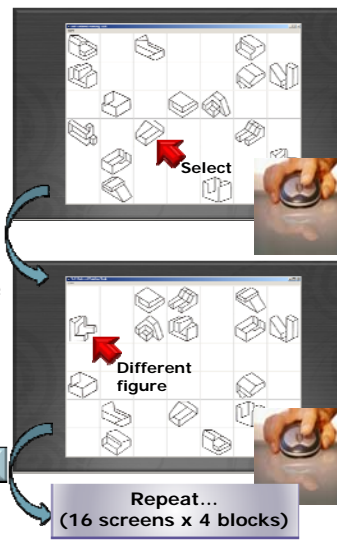 Select
Different
figure
Repeat...
(16 screens x 4 blocks)